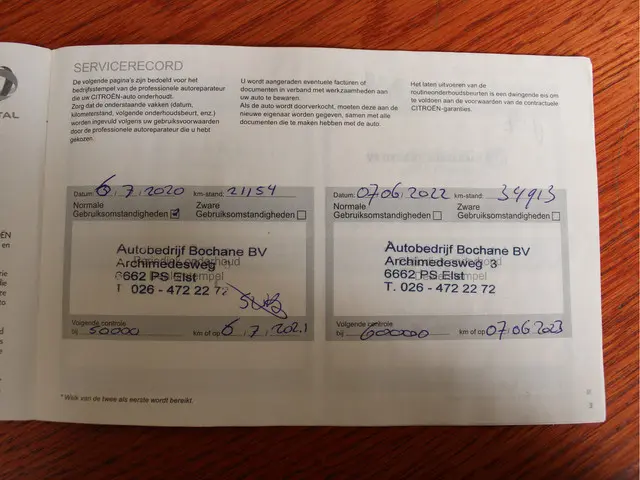 TAL
SERVICERECORD
De volgende pagina's zijn bedoeld voor het
bedrijfsstempel van de professionele autoreparateur
die uw CITROËN-auto onderhoudt.
Zorg dat de onderstaande vakken (datum,
kilometerstand, volgende onderhoudsbeurt, enz.)
worden ingevuld volgens uw gebruiksvoorwaarden
door de professionele autoreparateur die u hebt
gekozen.
U wordt aangeraden eventuele facturen of
documenten in verband met werkzaamheden aan
uw auto te bewaren.
Als de auto wordt doorverkocht, moeten deze aan de
nieuwe eigenaar worden gegeven, samen met alle
documenten die te maken hebben met de auto
Het laten uitvoeren van de
routineonderhoudsbeurten is een dwingende eis om
te voldoen aan de voorwaarden van de contractuele
CITROËN-garanties.
Datum: 6.7.2020 km-stand: 21154
Normale Zware
Gebruiksomstandigheden Gebruiksomstandigheden
Autobedrijf Bochane BV
Archimedesweg
6662 PS Elst
T 026 - 472 22 72
Volgende controle
bij 50000 km of op 6.7.2021
Datum: 07.06.2022 km-stand: 34913
Normale Zware
Gebruiksomstandigheden Gebruiksomstandigheden
Autobedrijf Bochane BV
Archimedesweg 3
6662 PS Elst
T. 026 - 472 22 72
Volgende controle
bij 60000 km of op 07.06.2023
* Welk van de twee als eerste wordt bereikt.
3